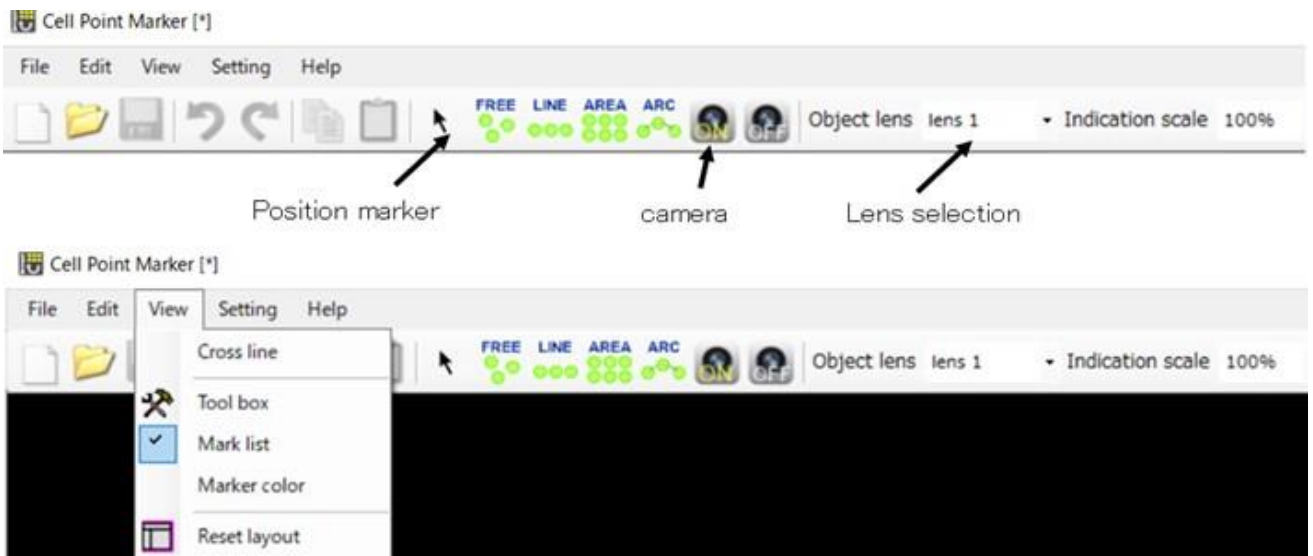 Cell Point Marker [*]
File Edit View Setting Help
FREE LINE AREA ARC
ON OFF Object lens lens 1 Indication scale 100%
Position marker camera Lens selection
Cell Point Marker [*]
File Edit View Setting Help
FREE LINE AREA ARC
ON OFF Object lens lens 1 Indication scale 100%
Cross line
Tool box
Mark list
Marker color
Reset layout